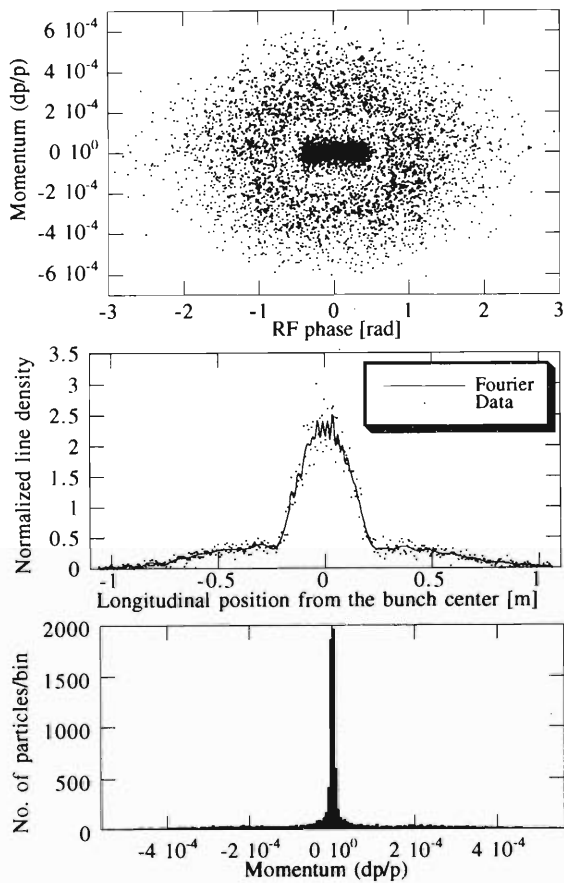 Momentum (dp/p)
6 10-4
4 10-4
2 10-4
0 10^0
-2 10-4
-4 10-4
-6 10-4
-3 -2 -1 0 1 2 3
RF phase [rad]
Normalized line density
3.5
3
2.5
2
1.5
1
0.5
0
Fourier
Data
-1 -0.5 0 0.5 1
Longitudinal position from the bunch center [m]
No. of particles/bin
2000
1500
1000
500
0
-4 10-4 -2 10-4 0 10^0 2 10-4 4 10-4
Momentum (dp/p)